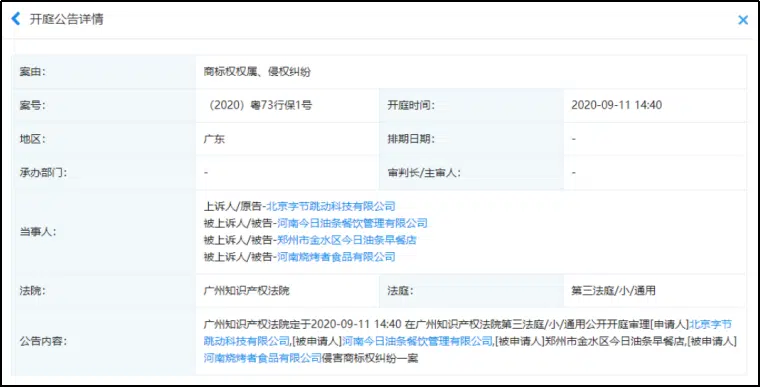 开庭公告详情
案由： 商标权权属、侵权纠纷
案号： （2020）粤73行保1号 开庭时间： 2020-09-11 14:40
地区： 广东 排期日期： -
承办部门： - 审判长/主审人： -
当事人：
上诉人/原告-北京字节跳动科技有限公司
被上诉人/被告-河南今日油条餐饮管理有限公司
被上诉人/被告-郑州市金水区今日油条早餐店
被上诉人/被告-河南烧烤者食品有限公司
法院： 广州知识产权法院 法庭： 第三法庭/小/通用
公告内容：
广州知识产权法院定于2020-09-11 14:40 在广州知识产权法院第三法庭/小/通用公开开庭审理[申请人]北京字节
跳动科技有限公司,[被申请人]河南今日油条餐饮管理有限公司,[被申请人]郑州市金水区今日油条早餐店,[被申请人]
河南烧烤者食品有限公司侵害商标权纠纷一案